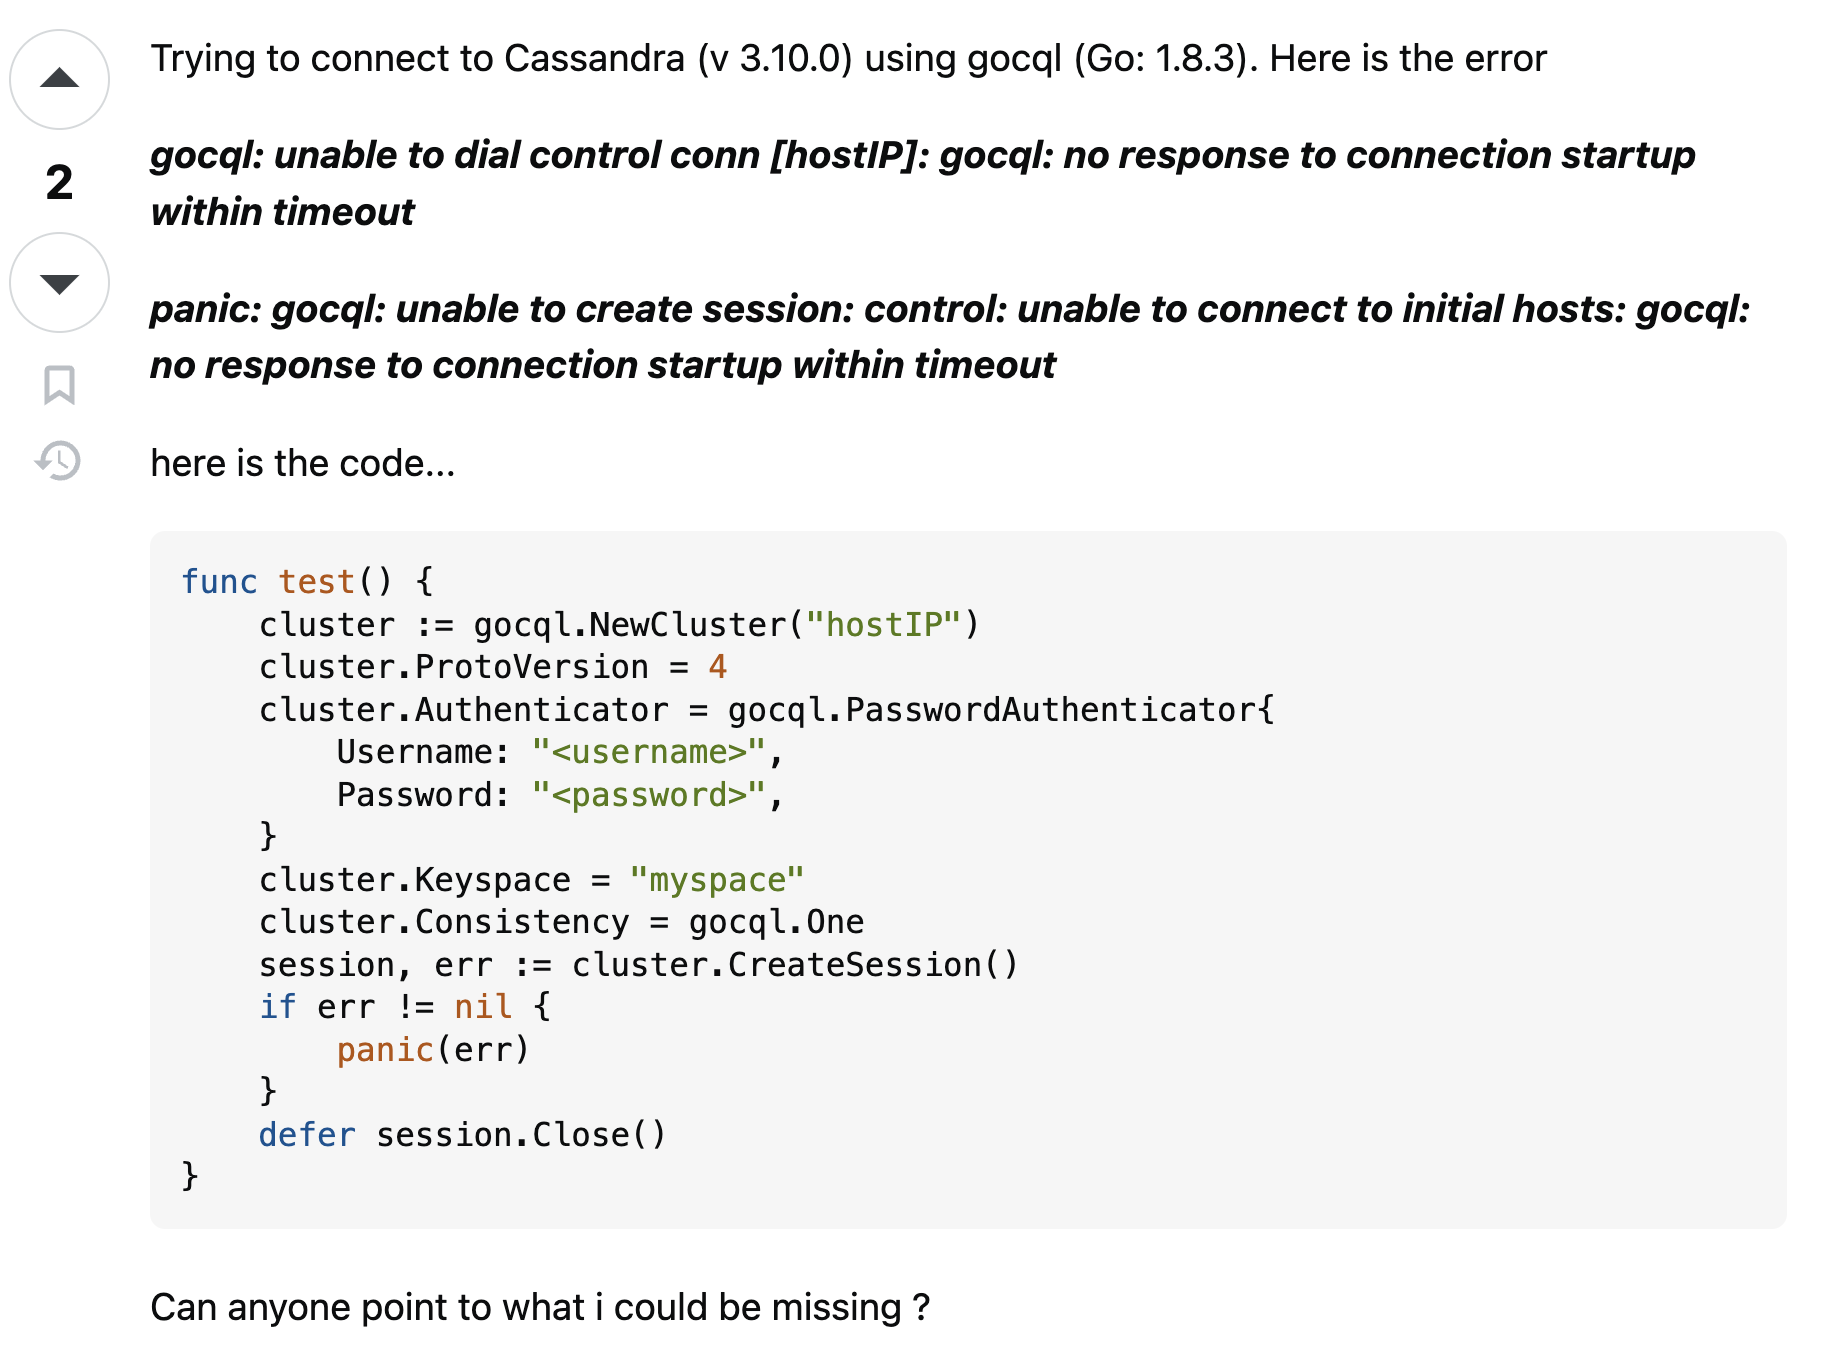 Trying to connect to Cassandra (v 3.10.0) using gocql (Go: 1.8.3). Here is the error
2
gocql: unable to dial control conn [hostIP]: gocql: no response to connection startup
within timeout
panic: gocql: unable to create session: control: unable to connect to initial hosts: gocql:
no response to connection startup within timeout
here is the code...
func test() {
    cluster := gocql.NewCluster("hostIP")
    cluster.ProtoVersion = 4
    cluster.Authenticator = gocql.PasswordAuthenticator{
        Username: "<username>",
        Password: "<password>",
    }
    cluster.Keyspace = "myspace"
    cluster.Consistency = gocql.One
    session, err := cluster.CreateSession()
    if err != nil {
        panic(err)
    }
    defer session.Close()
}
Can anyone point to what i could be missing ?